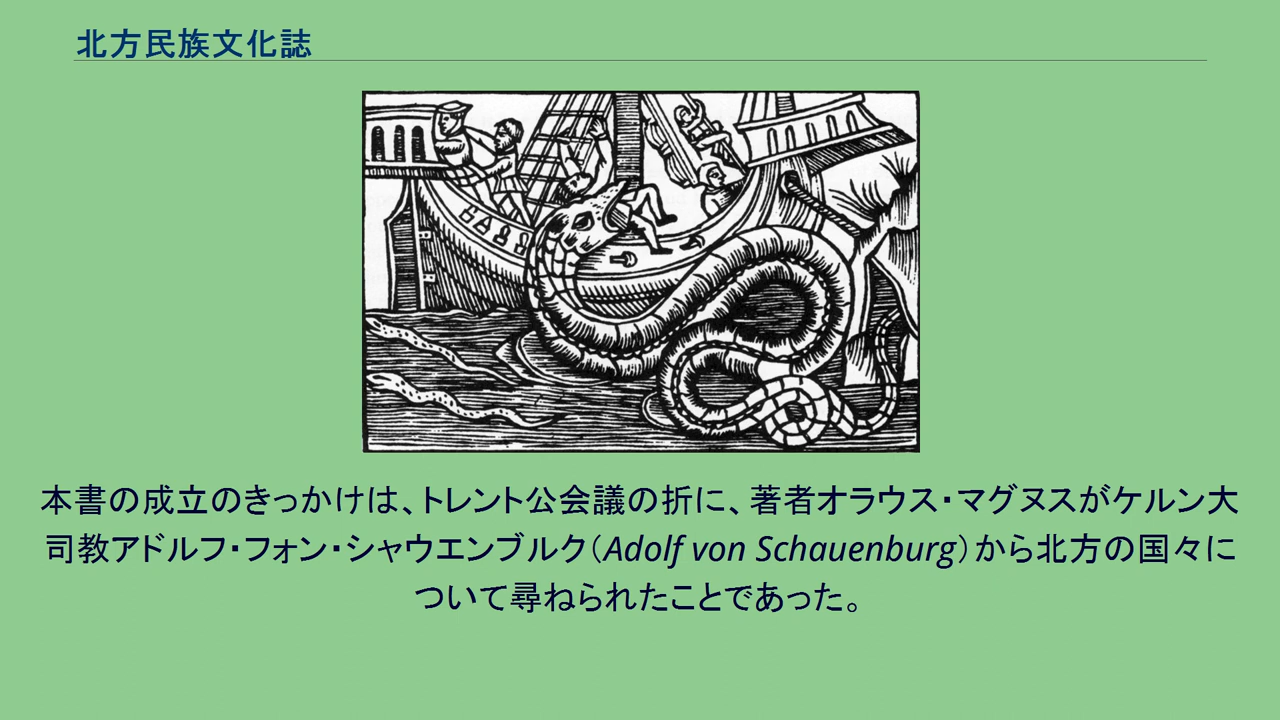 北方民族文化誌
本書の成立のきっかけは、トレント公会議の折に、著者オラウス・マグヌスがケルン大
司教アドルフ・フォン・シャウエンブルク（Adolf von Schauenburg）から北方の国々に
ついて尋ねられたことであった。